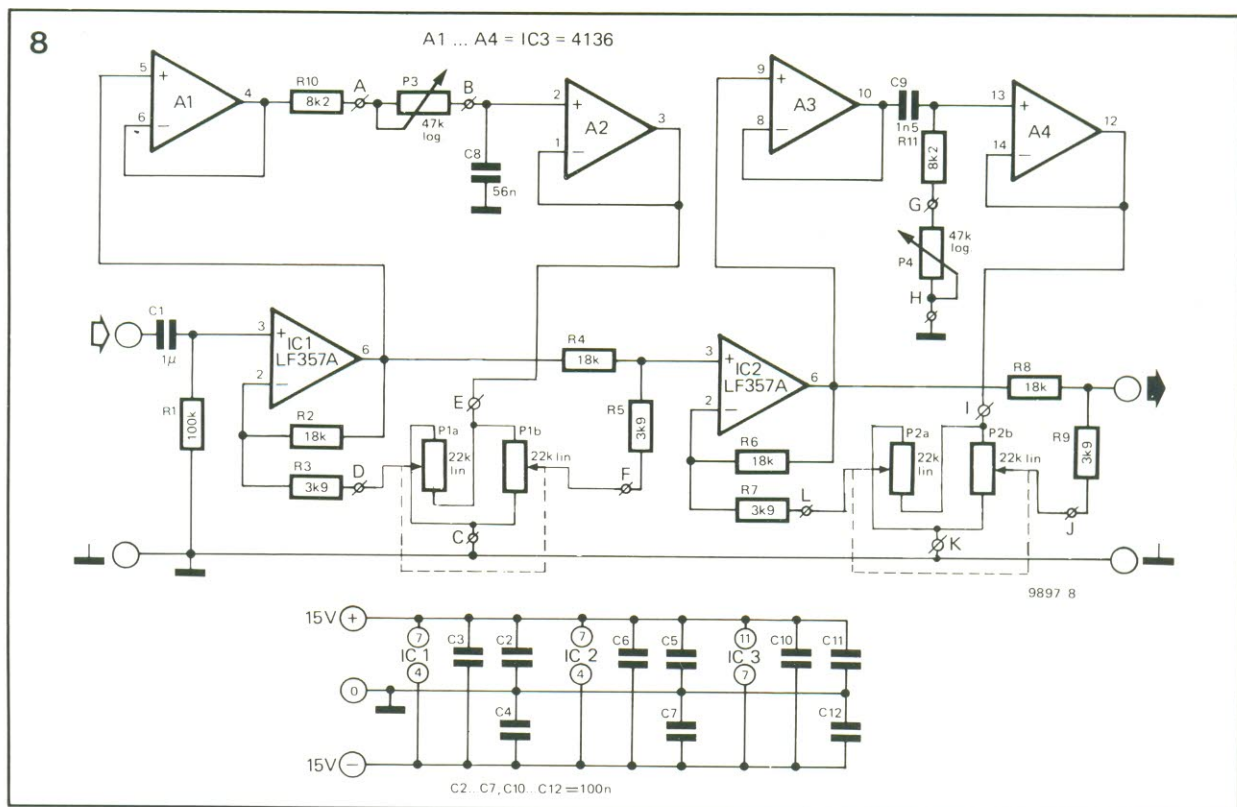 8
A1 ... A4 = IC3 = 4136
5
+
A1
6
−
4
R10
8k2
A
P3
47k
log
B
C8
56n
2
+
A2
1
−
3
9
+
A3
8
−
10
C9
1n5
R11
8k2
G
47k
log
P4
H
13
+
A4
14
−
12
C1
1μ
R1
100k
3
+
IC1
LF357A
2
−
6
R2
18k
R3
3k9
D
R4
18k
R5
3k9
E
P1a
22k
lin
P1b
22k lin
F
C
3
+
IC2
LF357A
2
−
6
R6
18k
R7
3k9
L
R8
18k
R9
3k9
I
P2a
22k
lin
P2b
22k lin
J
K
9897 8
15V +
0
15V −
7
IC 1
4
C3
C2
C4
7
IC 2
4
C6
C5
C7
11
IC 3
7
C10
C11
C12
C2...C7, C10...C12 = 100n